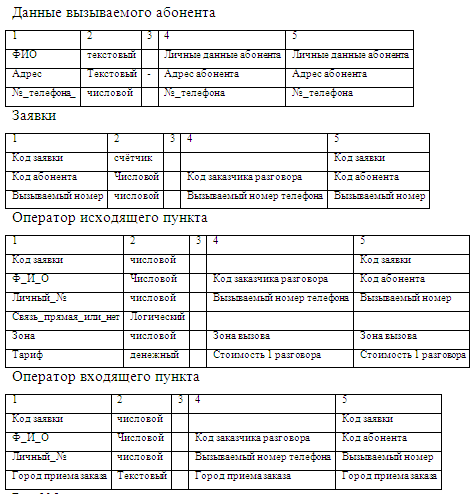 Данные вызываемого абонента
1 2 3 4 5
ФИО текстовый Личные данные абонента Личные данные абонента
Адрес Текстовый - Адрес абонента Адрес абонента
№_телефона_ числовой №_телефона №_телефона
Заявки
1 2 3 4 5
Код заявки счётчик Код заявки
Код абонента Числовой Код заказчика разговора Код абонента
Вызываемый номер числовой Вызываемый номер телефона Вызываемый номер
Оператор исходящего пункта
1 2 3 4 5
Код заявки числовой Код заявки
Ф_И_О Числовой Код заказчика разговора Код абонента
Личный_№ числовой Вызываемый номер телефона Вызываемый номер
Связь_прямая_или_нет Логический
Зона числовой Зона вызова Зона вызова
Тариф денежный Стоимость 1 разговора Стоимость 1 разговора
Оператор входящего пункта
1 2 3 4 5
Код заявки числовой Код заявки
Ф_И_О Числовой Код заказчика разговора Код абонента
Личный_№ числовой Вызываемый номер телефона Вызываемый номер
Город приема заказа Текстовый Город приема заказа Город приема заказа